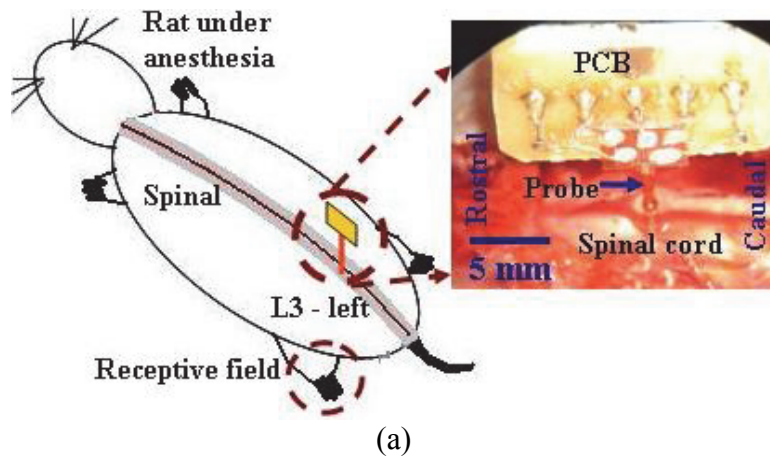 Rat under
anesthesia
Spinal
L3 - left
Receptive field
PCB
Rostral
Probe
Caudal
Spinal cord
5 mm
(a)